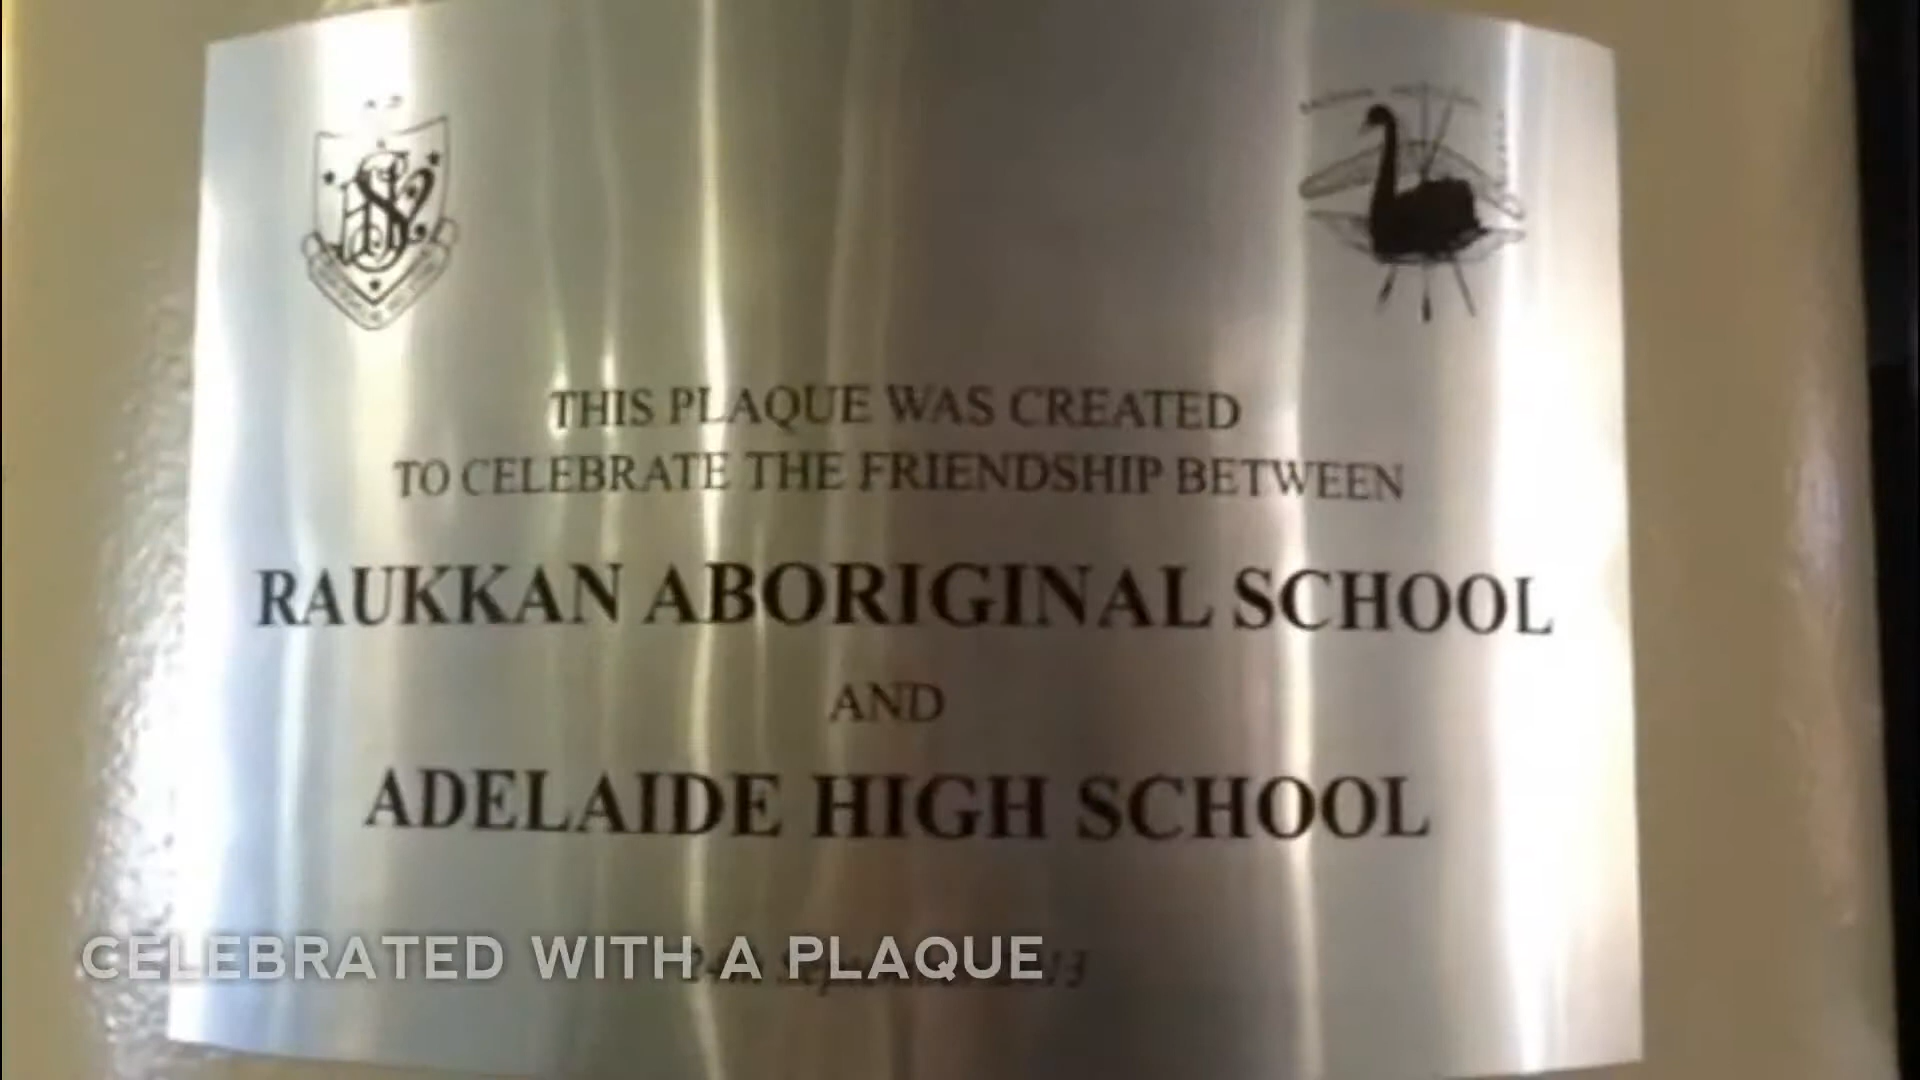 THIS PLAQUE WAS CREATED
TO CELEBRATE THE FRIENDSHIP BETWEEN
RAUKKAN ABORIGINAL SCHOOL
AND
ADELAIDE HIGH SCHOOL
CELEBRATED WITH A PLAQUE